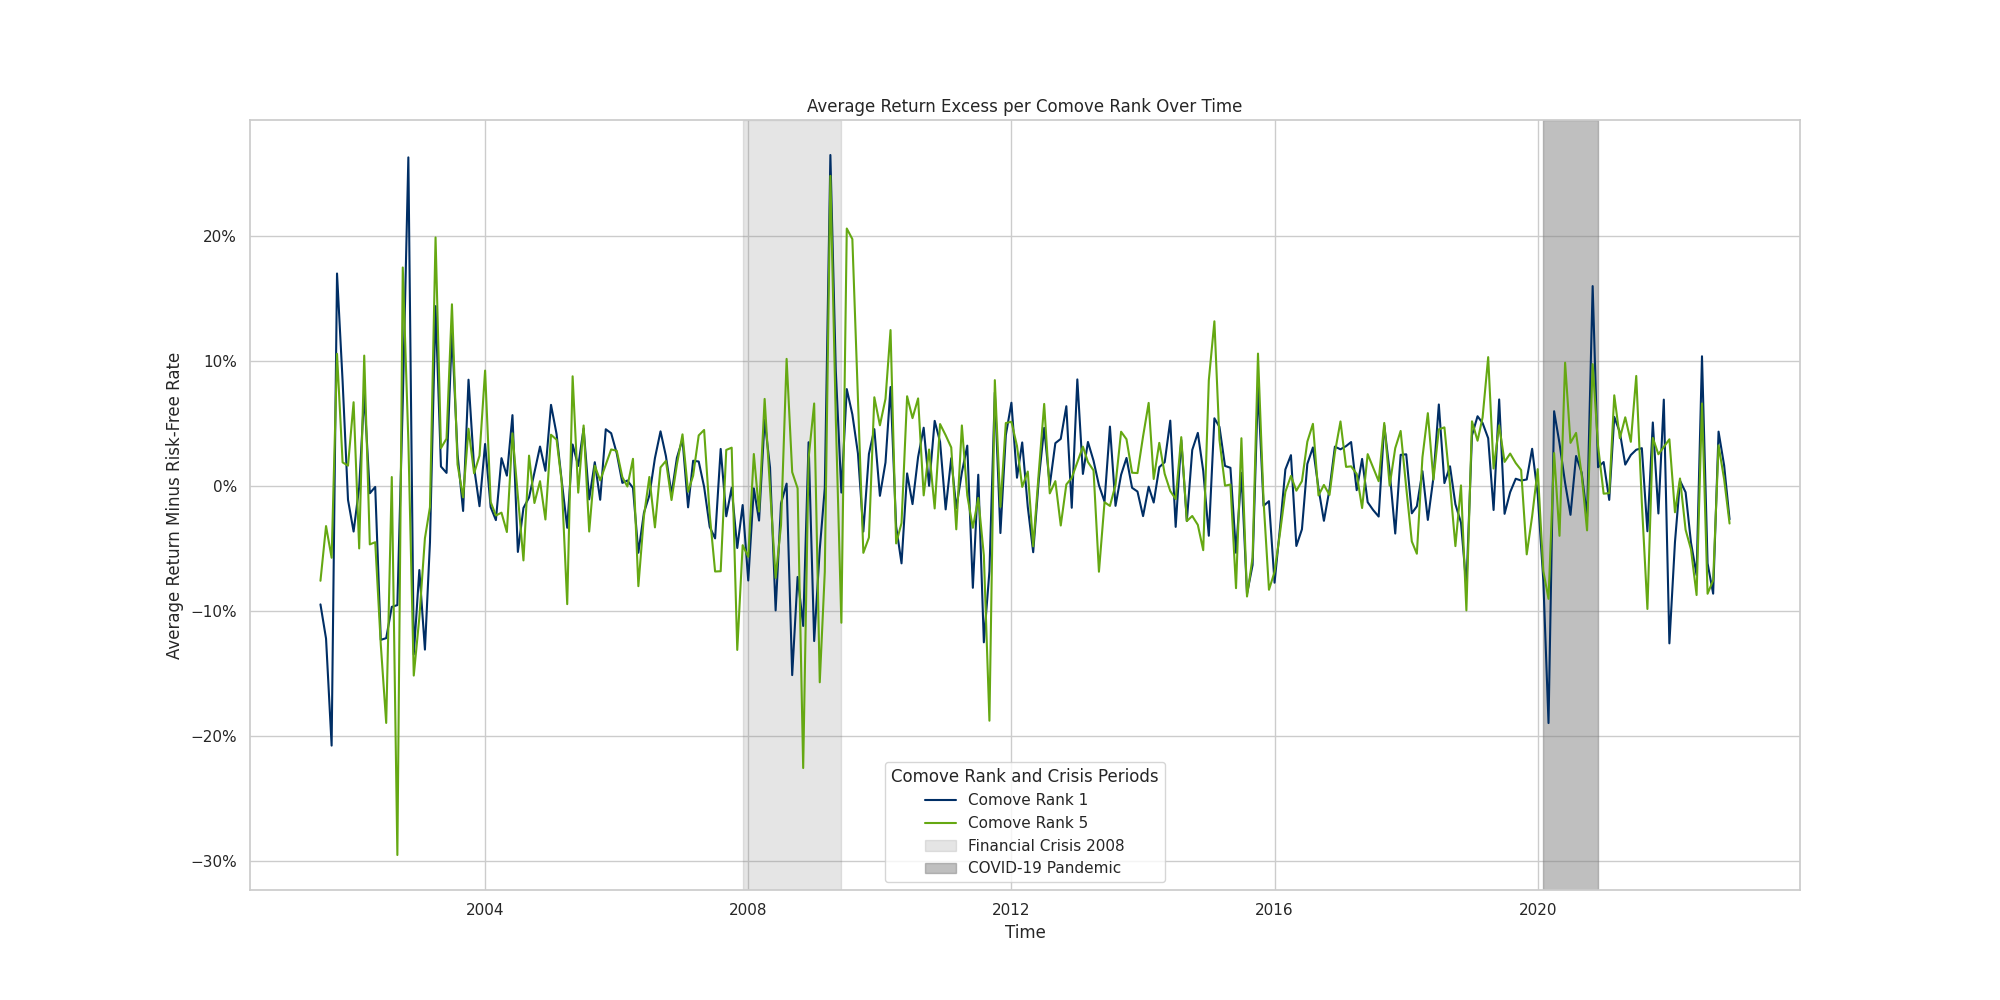 Average Return Excess per Comove Rank Over Time
Average Return Minus Risk-Free Rate
20%
10%
0%
−10%
−20%
−30%
Comove Rank and Crisis Periods
Comove Rank 1
Comove Rank 5
Financial Crisis 2008
COVID-19 Pandemic
2004 2008 2012 2016 2020
Time